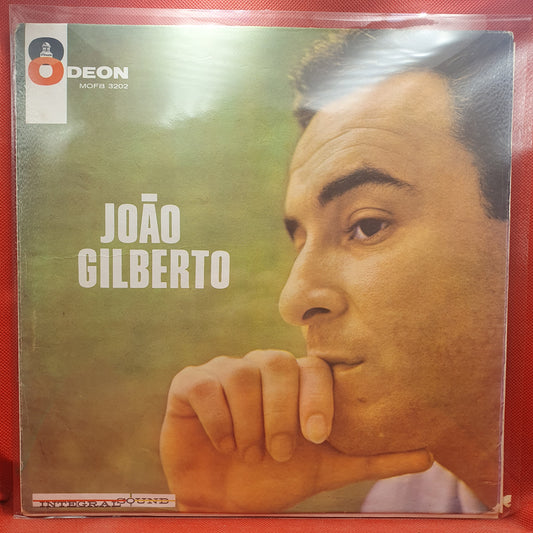 ODEON
MOFB 3202
JOÃO
GILBERTO
INTEGRAL SOUND